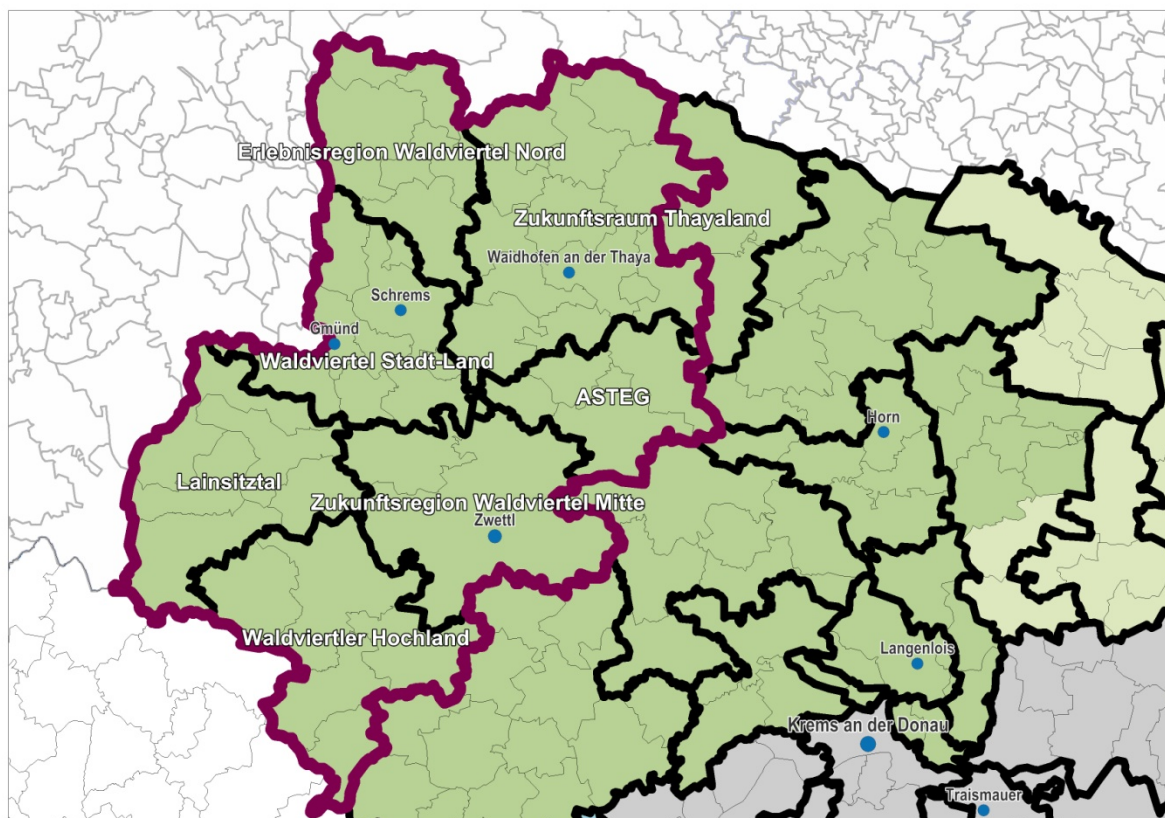 Erlebnisregion Waldviertel Nord
Zukunftsraum Thayaland
Waidhofen an der Thaya
Schrems
Gmünd
Waldviertel Stadt-Land
ASTEG
Horn
Lainsitztal
Zukunftsregion Waldviertel Mitte
Zwettl
Waldviertler Hochland
Langenlois
Krems an der Donau
Traismauer